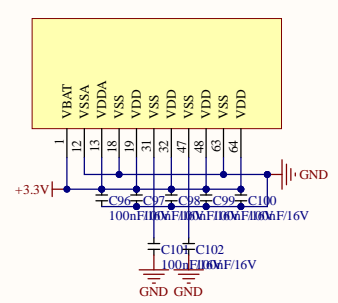 VBAT
VSSA
VDDA
VSS
VDD
VSS
VDD
VSS
VDD
VSS
VDD
1
12
13
18
19
31
32
47
48
63
64
GND
+3.3V
C96
C97
C98
C99
C100
100nF/16V
C101
C102
100nF/16V
GND
GND